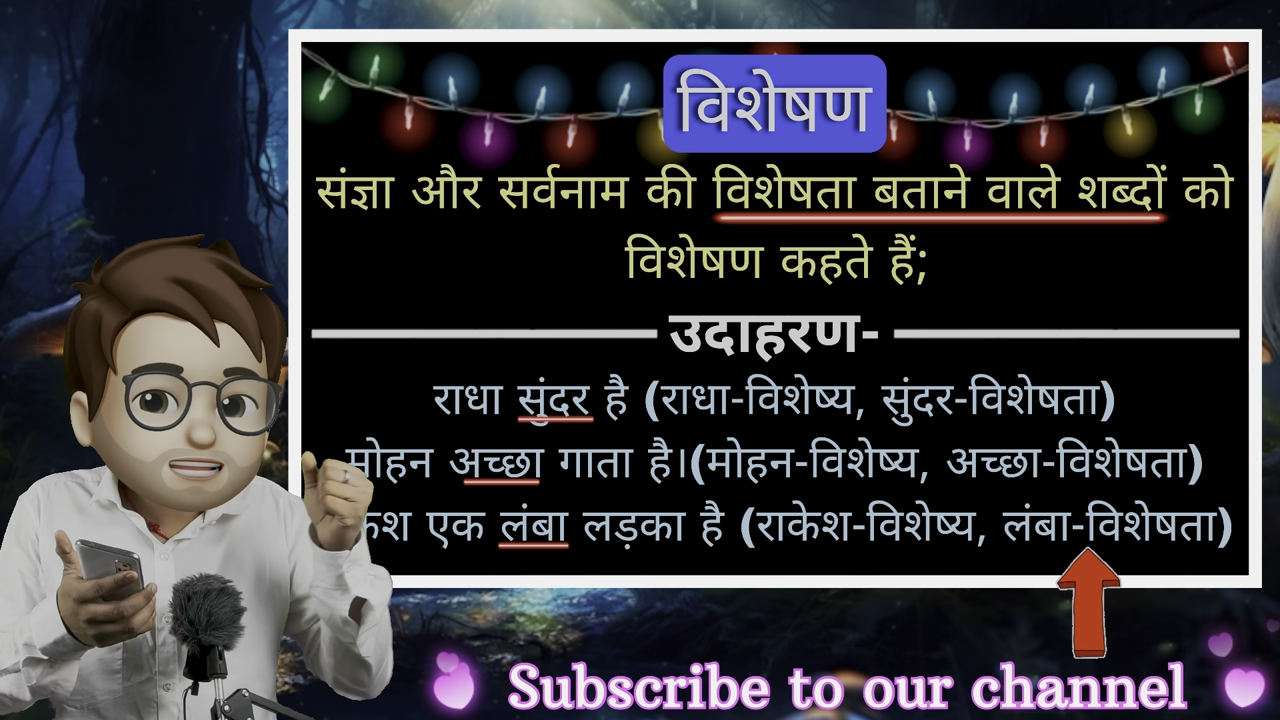 विशेषण
संज्ञा और सर्वनाम की विशेषता बताने वाले शब्दों को
विशेषण कहते हैं;
उदाहरण-
राधा सुंदर है (राधा-विशेष्य, सुंदर-विशेषता)
मोहन अच्छा गाता है।(मोहन-विशेष्य, अच्छा-विशेषता)
एक लंबा लड़का है (राकेश-विशेष्य, लंबा-विशेषता)
Subscribe to our channel